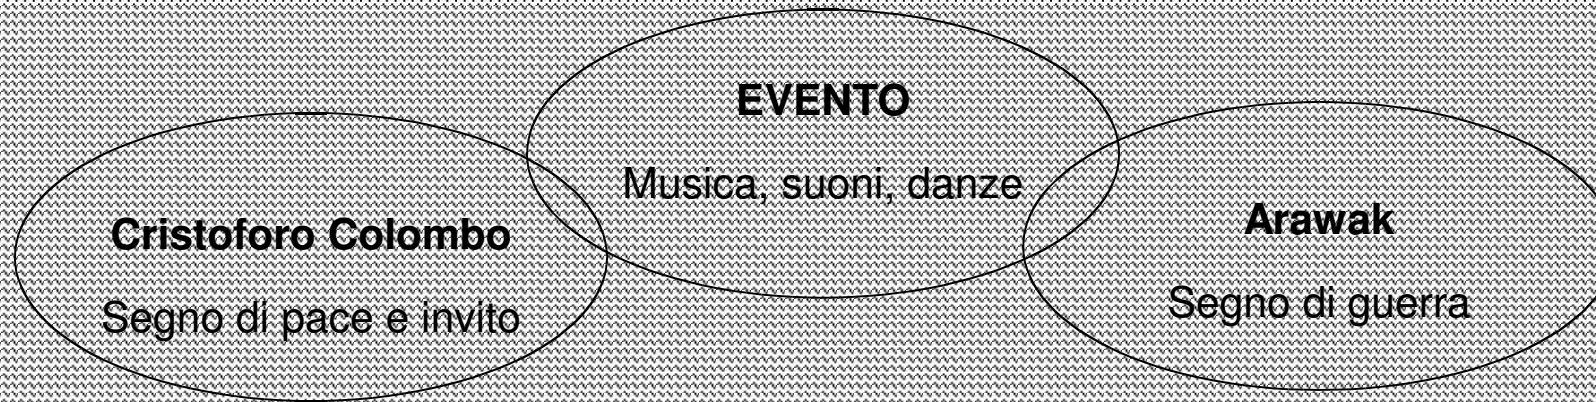 EVENTO
Musica, suoni, danze
Cristoforo Colombo
Segno di pace e invito
Arawak
Segno di guerra